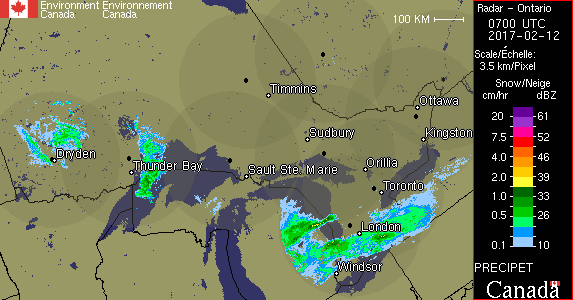 Environment Environnement
Canada Canada
100 KM
Timmins
Ottawa
Sudbury
Kingston
Dryden
Thunder Bay
Sault Ste. Marie
Orillia
Toronto
London
Windsor
Radar - Ontario
0700 UTC
2017-02-12
Scale/Échelle:
3.5 km/Pixel
Snow/Neige
cm/hr dBZ
20 61
7.5 52
4.0 46
2.0 39
1.0 33
0.5 26
0.1 10
PRECIPET
Canada